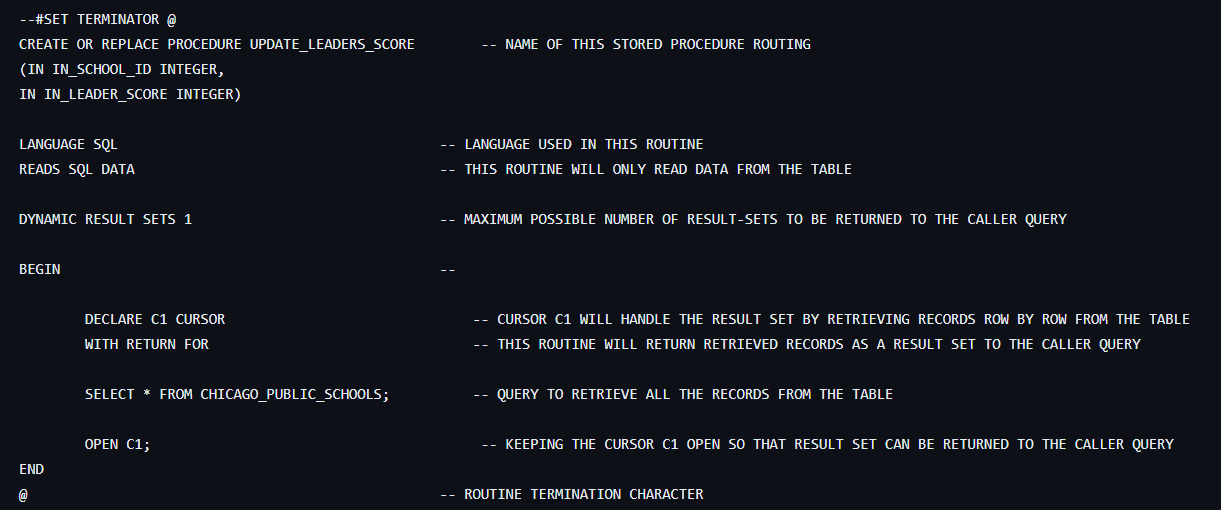 --#SET TERMINATOR @
CREATE OR REPLACE PROCEDURE UPDATE_LEADERS_SCORE        -- NAME OF THIS STORED PROCEDURE ROUTING
(IN IN_SCHOOL_ID INTEGER,
IN IN_LEADER_SCORE INTEGER)
LANGUAGE SQL                                       -- LANGUAGE USED IN THIS ROUTINE
READS SQL DATA                                     -- THIS ROUTINE WILL ONLY READ DATA FROM THE TABLE
DYNAMIC RESULT SETS 1                              -- MAXIMUM POSSIBLE NUMBER OF RESULT-SETS TO BE RETURNED TO THE CALLER QUERY
BEGIN                                              --
        DECLARE C1 CURSOR                              -- CURSOR C1 WILL HANDLE THE RESULT SET BY RETRIEVING RECORDS ROW BY ROW FROM THE TABLE
        WITH RETURN FOR                                -- THIS ROUTINE WILL RETURN RETRIEVED RECORDS AS A RESULT SET TO THE CALLER QUERY
        SELECT * FROM CHICAGO_PUBLIC_SCHOOLS;          -- QUERY TO RETRIEVE ALL THE RECORDS FROM THE TABLE
        OPEN C1;                                        -- KEEPING THE CURSOR C1 OPEN SO THAT RESULT SET CAN BE RETURNED TO THE CALLER QUERY
END
@                                                  -- ROUTINE TERMINATION CHARACTER